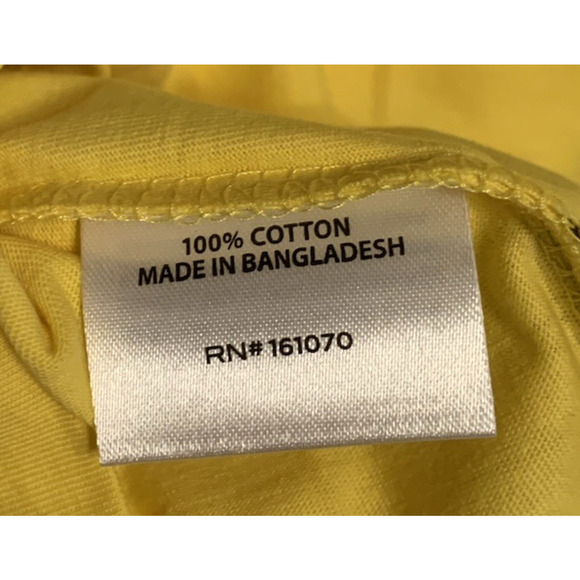 100% COTTON
MADE IN BANGLADESH
RN# 161070